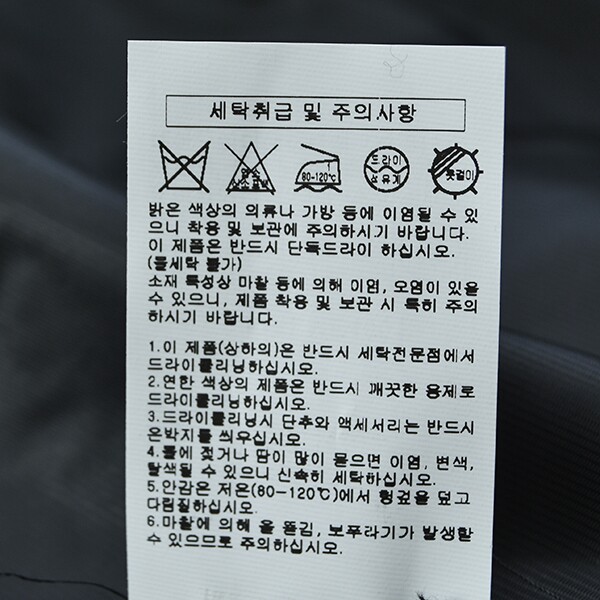 세탁취급 및 주의사항
염소
산소표백
80-120℃
드라이
석유계
옷걸이
밝은 색상의 의류나 가방 등에 이염될 수 있
으니 착용 및 보관에 주의하시기 바랍니다.
이 제품은 반드시 단독드라이 하십시오.
(물세탁 불가)
소재 특성상 마찰 등에 의해 이염, 오염이 있을
수 있으니, 제품 착용 및 보관 시 특히 주의
하시기 바랍니다.
1.이 제품(상하의)은 반드시 세탁전문점에서
드라이클리닝하십시오.
2.연한 색상의 제품은 반드시 깨끗한 용제로
드라이클리닝하십시오.
3.드라이클리닝시 단추와 액세서리는 반드시
은박지를 씌우십시오.
4.물에 젖거나 땀이 많이 묻으면 이염, 변색,
탈색될 수 있으니 신속히 세탁하십시오.
5.안감은 저온(80-120℃)에서 헝겊을 덮고
다림질하십시오.
6.마찰에 의해 올 뜯김, 보푸라기가 발생할
수 있으므로 주의하십시오.